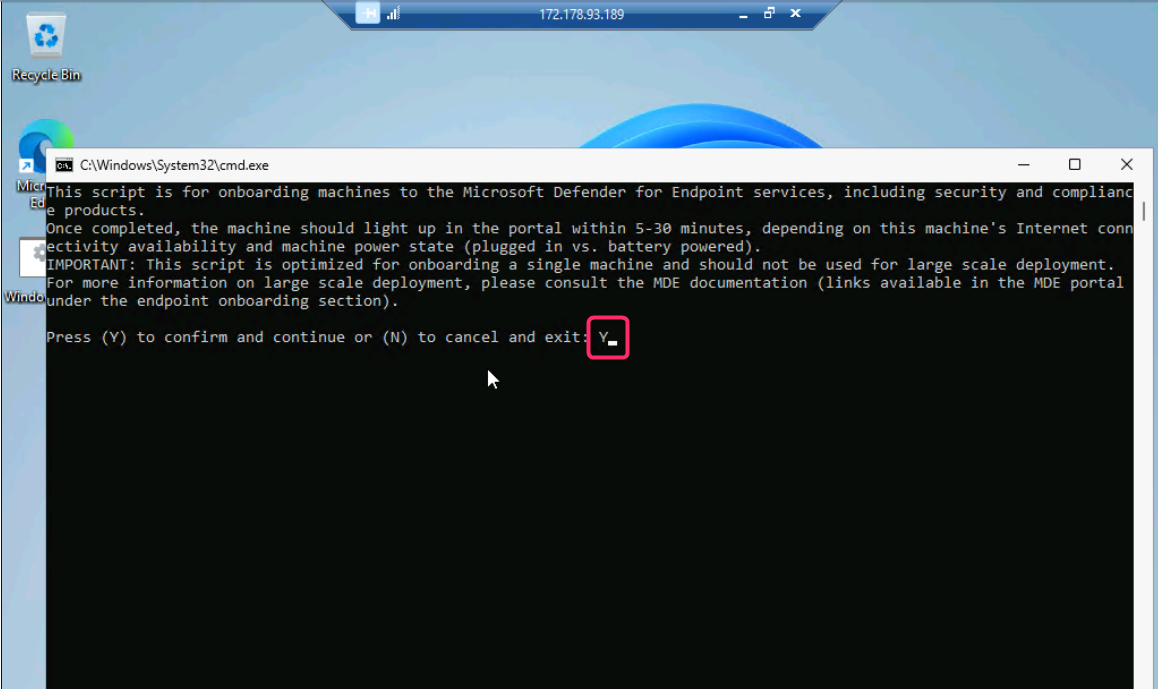 172.178.93.189
Recycle Bin
C:\Windows\System32\cmd.exe
Micr
Ed
This script is for onboarding machines to the Microsoft Defender for Endpoint services, including security and complianc
e products.
Once completed, the machine should light up in the portal within 5-30 minutes, depending on this machine's Internet conn
ectivity availability and machine power state (plugged in vs. battery powered).
IMPORTANT: This script is optimized for onboarding a single machine and should not be used for large scale deployment.
For more information on large scale deployment, please consult the MDE documentation (links available in the MDE portal
Windo
under the endpoint onboarding section).
Press (Y) to confirm and continue or (N) to cancel and exit: Y